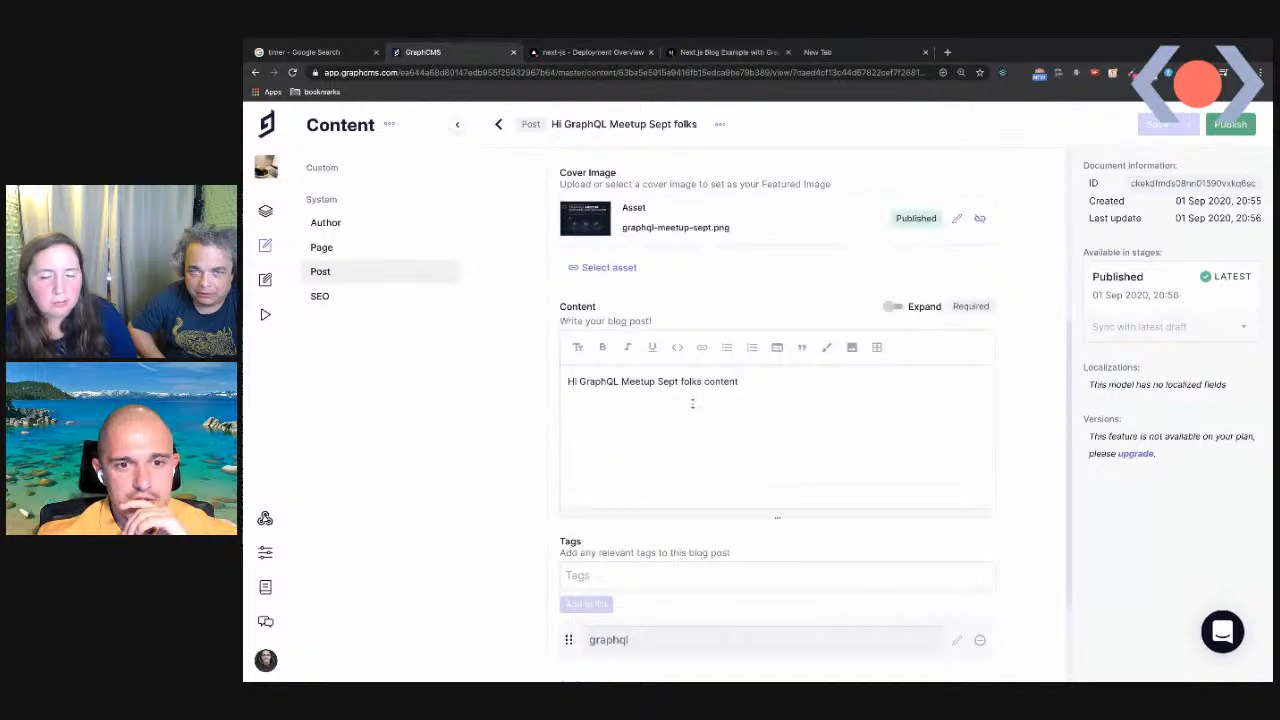 timer - Google Search
GraphCMS
next-js - Deployment Overview
Next.js Blog Example with Gra
New Tab
Apps
bookmarks
Content
Post
Hi GraphQL Meetup Sept folks
Publish
Custom
System
Author
Page
Post
SEO
Cover Image
Upload or select a cover image to set as your Featured Image
Asset
graphql-meetup-sept.png
Published
Select asset
Content
Expand
Required
Write your blog post!
Hi GraphQL Meetup Sept folks content
Tags
Add any relevant tags to this blog post
Tags
Add to list
graphql
Document information:
ID
Created
01 Sep 2020, 20:55
Last update
01 Sep 2020, 20:56
Available in stages:
Published
LATEST
01 Sep 2020, 20:56
Sync with latest draft
Localizations:
This model has no localized fields
Versions:
This feature is not available on your plan,
please upgrade.